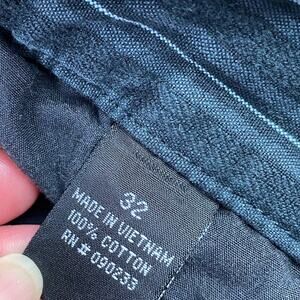 32
MADE IN VIETNAM
100% COTTON
RN # 090233